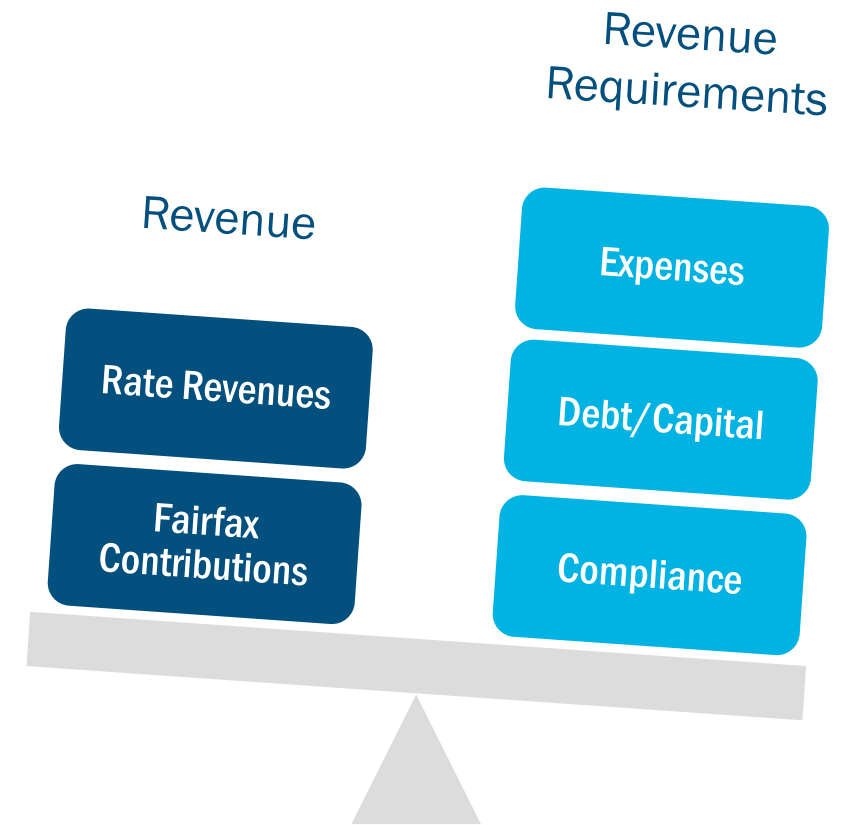 Revenue
Rate Revenues
Fairfax
Contributions
Revenue
Requirements
Expenses
Debt/Capital
Compliance